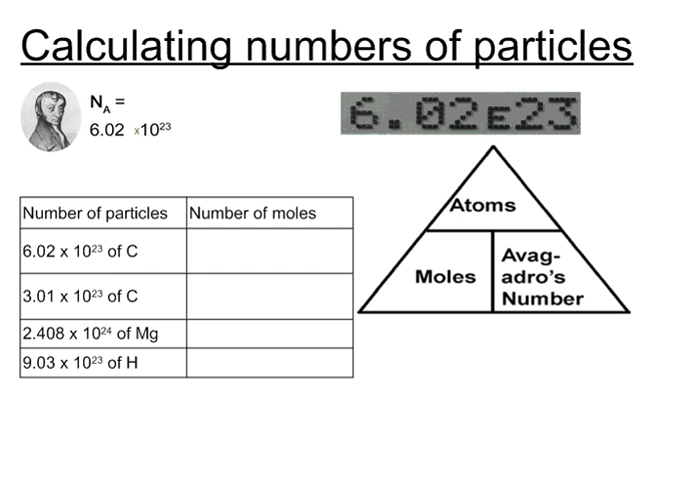 Calculating numbers of particles
N_A =
6.02 x10²³
6.02E23
Number of particles Number of moles
6.02 x 10²³ of C
3.01 x 10²³ of C
2.408 x 10²⁴ of Mg
9.03 x 10²³ of H
Atoms
Moles
Avag-
adro's
Number